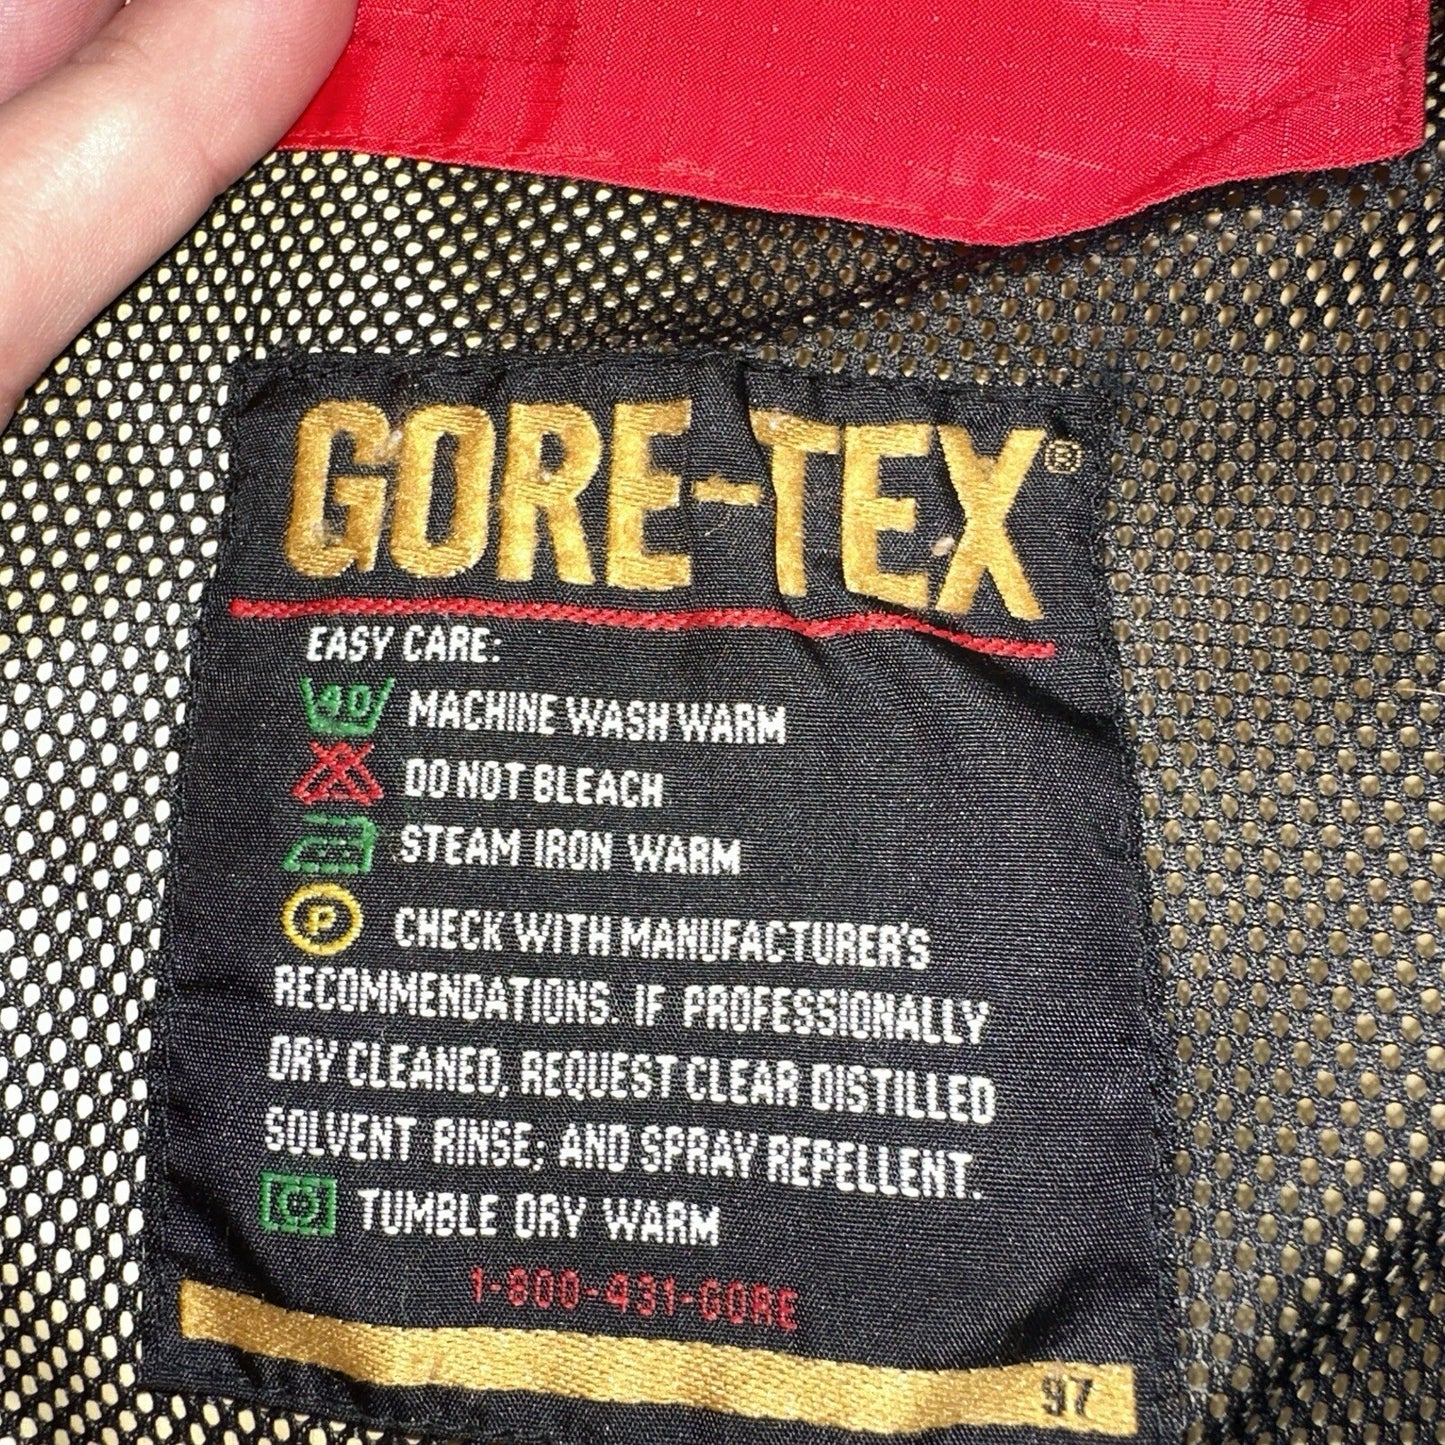 GORE-TEX®
EASY CARE:
40 MACHINE WASH WARM
DO NOT BLEACH
STEAM IRON WARM
P CHECK WITH MANUFACTURER'S
RECOMMENDATIONS. IF PROFESSIONALLY
DRY CLEANED, REQUEST CLEAR DISTILLED
SOLVENT RINSE; AND SPRAY REPELLENT.
TUMBLE DRY WARM
1-800-431-GORE
97